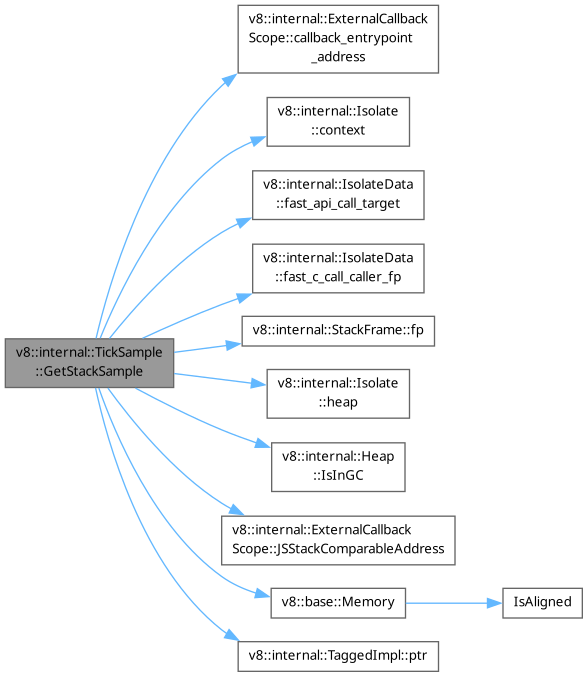 v8::internal::ExternalCallback
Scope::callback_entrypoint
_address
v8::internal::Isolate
::context
v8::internal::IsolateData
::fast_api_call_target
v8::internal::IsolateData
::fast_c_call_caller_fp
v8::internal::TickSample
::GetStackSample
v8::internal::StackFrame::fp
v8::internal::Isolate
::heap
v8::internal::Heap
::IsInGC
v8::internal::ExternalCallback
Scope::JSStackComparableAddress
v8::base::Memory
IsAligned
v8::internal::TaggedImpl::ptr